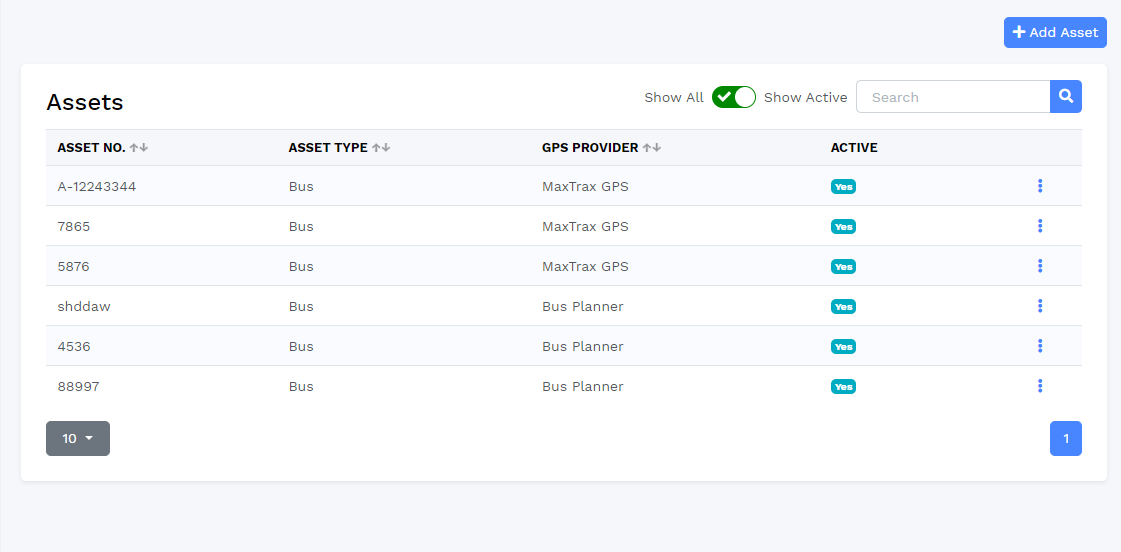 Add Asset
Assets
Show All Show Active Search
ASSET NO. ASSET TYPE GPS PROVIDER ACTIVE
A-12243344 Bus MaxTrax GPS Yes
7865 Bus MaxTrax GPS Yes
5876 Bus MaxTrax GPS Yes
shddaw Bus Bus Planner Yes
4536 Bus Bus Planner Yes
88997 Bus Bus Planner Yes
10 1